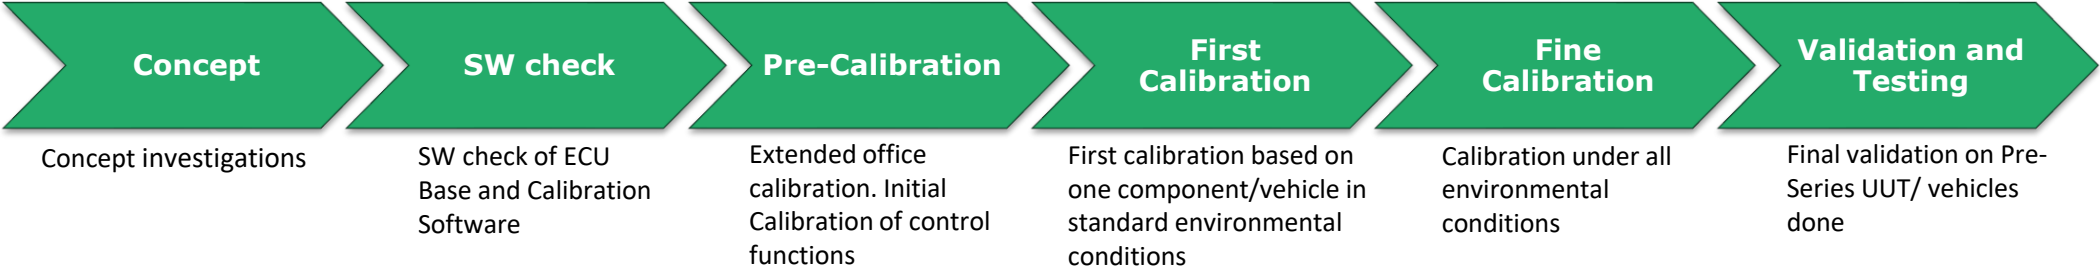 Concept
SW check
Pre-Calibration
First
Calibration
Fine
Calibration
Validation and
Testing
Concept investigations
SW check of ECU
Base and Calibration
Software
Extended office
calibration. Initial
Calibration of control
functions
First calibration based on
one component/vehicle in
standard environmental
conditions
Calibration under all
environmental
conditions
Final validation on Pre-
Series UUT/ vehicles
done